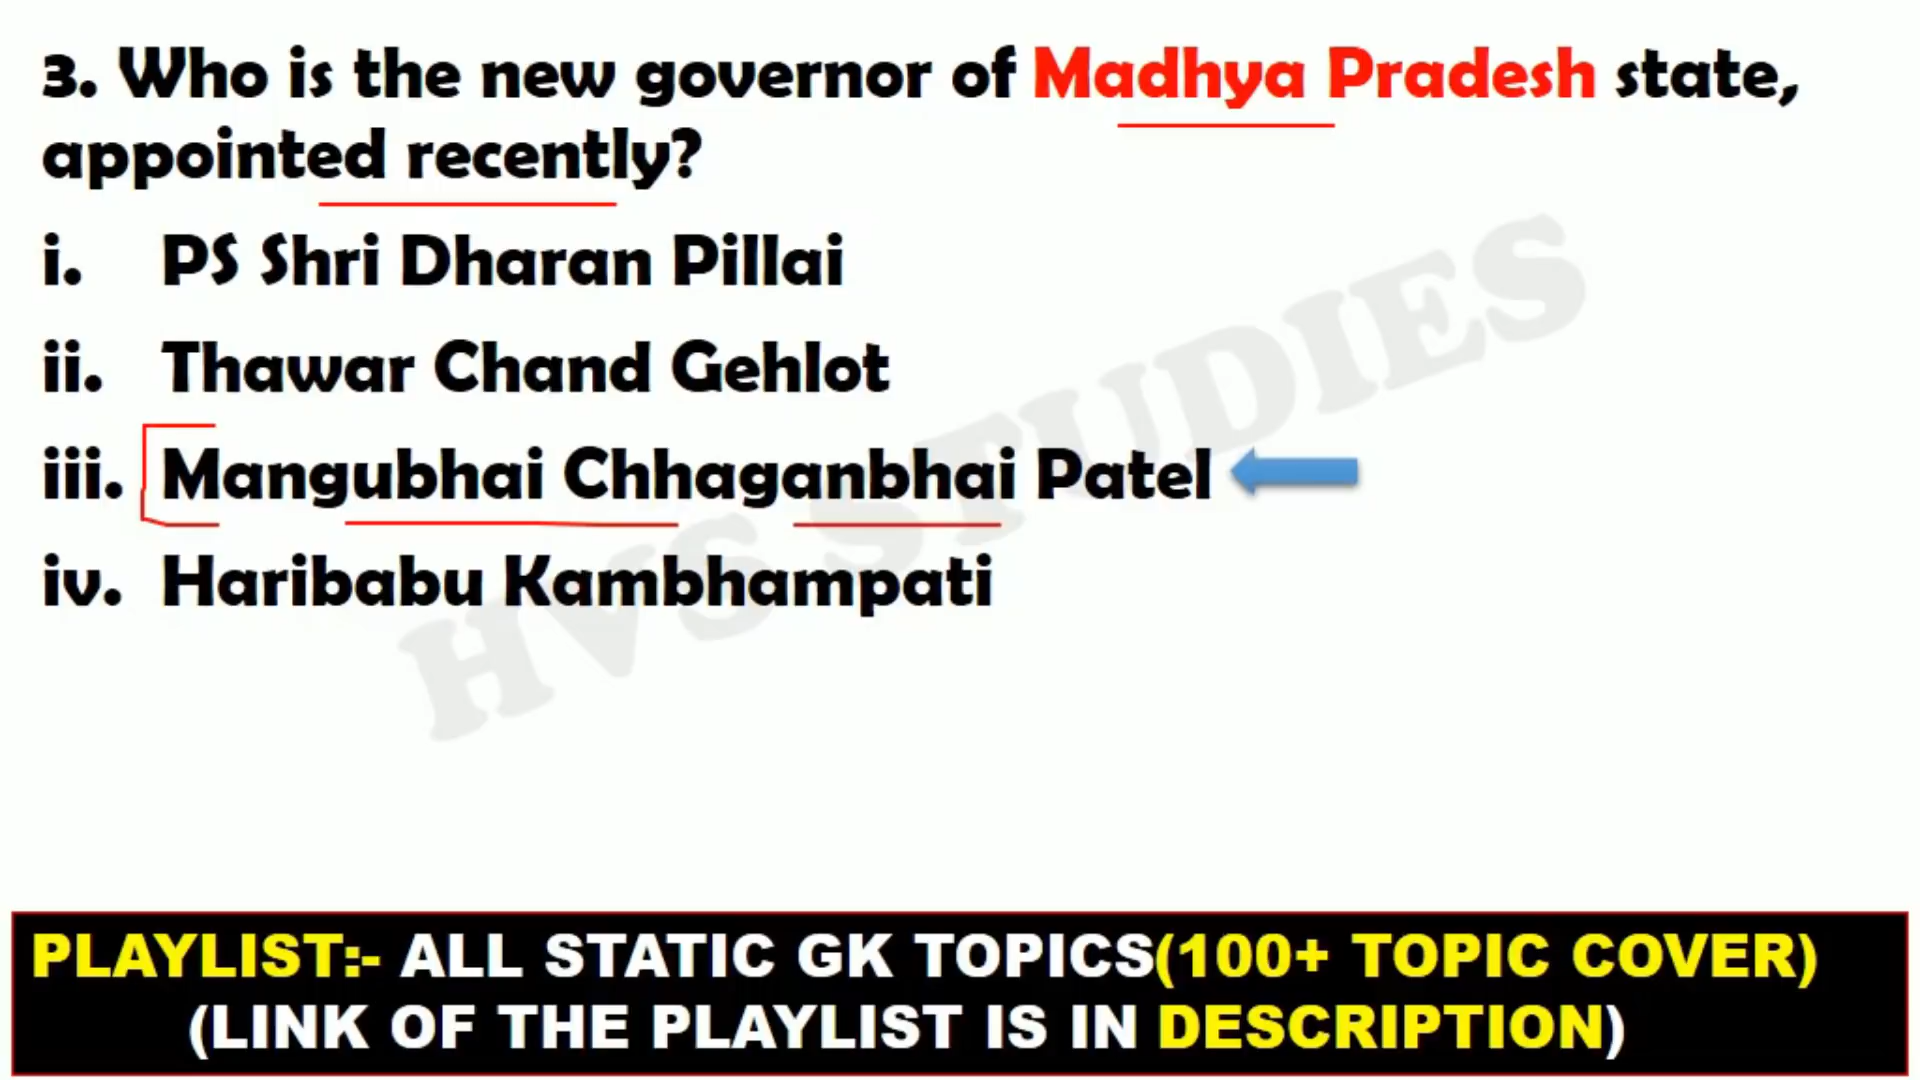 3. Who is the new governor of Madhya Pradesh state,
appointed recently?
i. PS Shri Dharan Pillai
ii. Thawar Chand Gehlot
iii. Mangubhai Chhaganbhai Patel
iv. Haribabu Kambhampati
HVS STUDIES
PLAYLIST:- ALL STATIC GK TOPICS(100+ TOPIC COVER)
(LINK OF THE PLAYLIST IS IN DESCRIPTION)